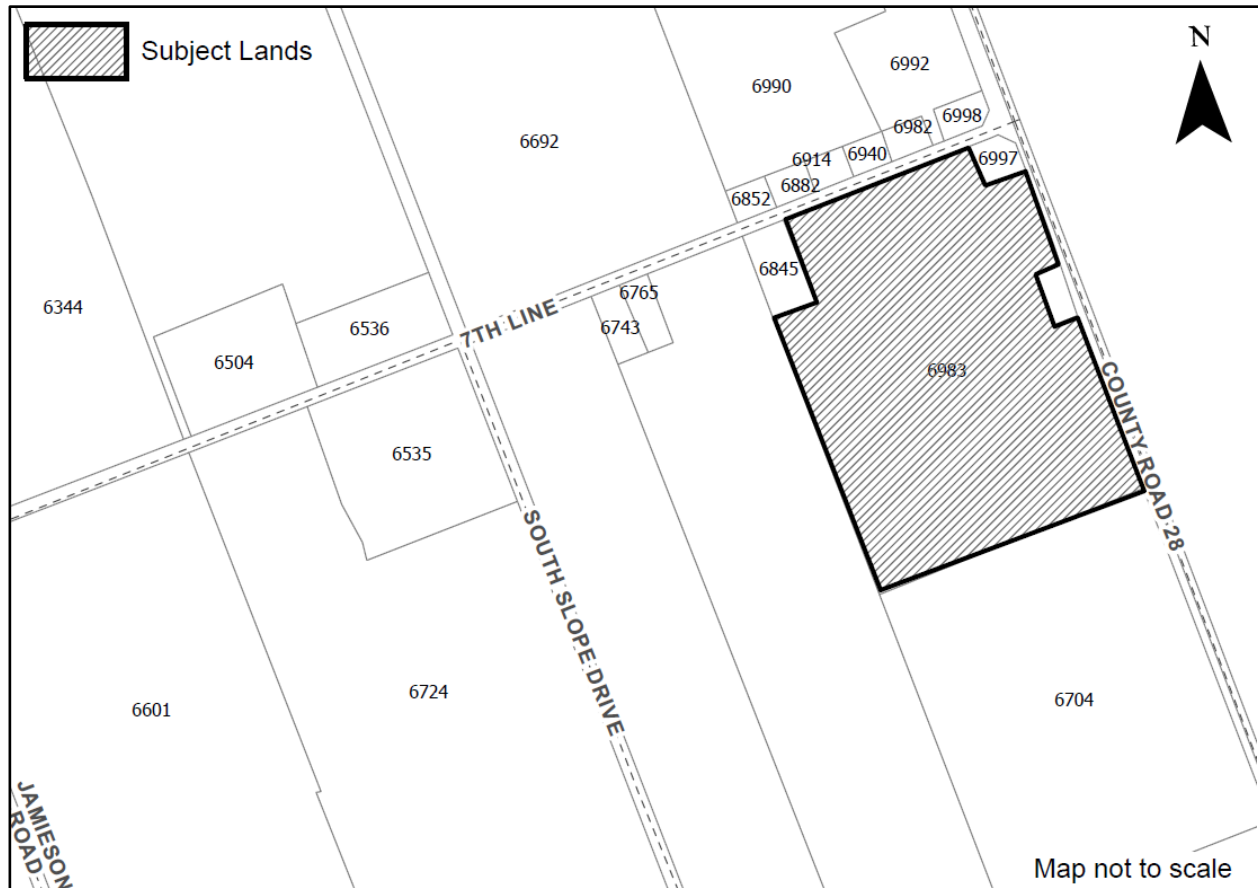 Subject Lands
N
6992
6990
6998
6982
6692
6914
6940
6997
6882
6852
6845
6765
6344
7TH LINE
6743
6536
6504
6983
COUNTY ROAD 28
6535
SOUTH SLOPE DRIVE
6724
6704
6601
JAMIESON
ROAD
Map not to scale